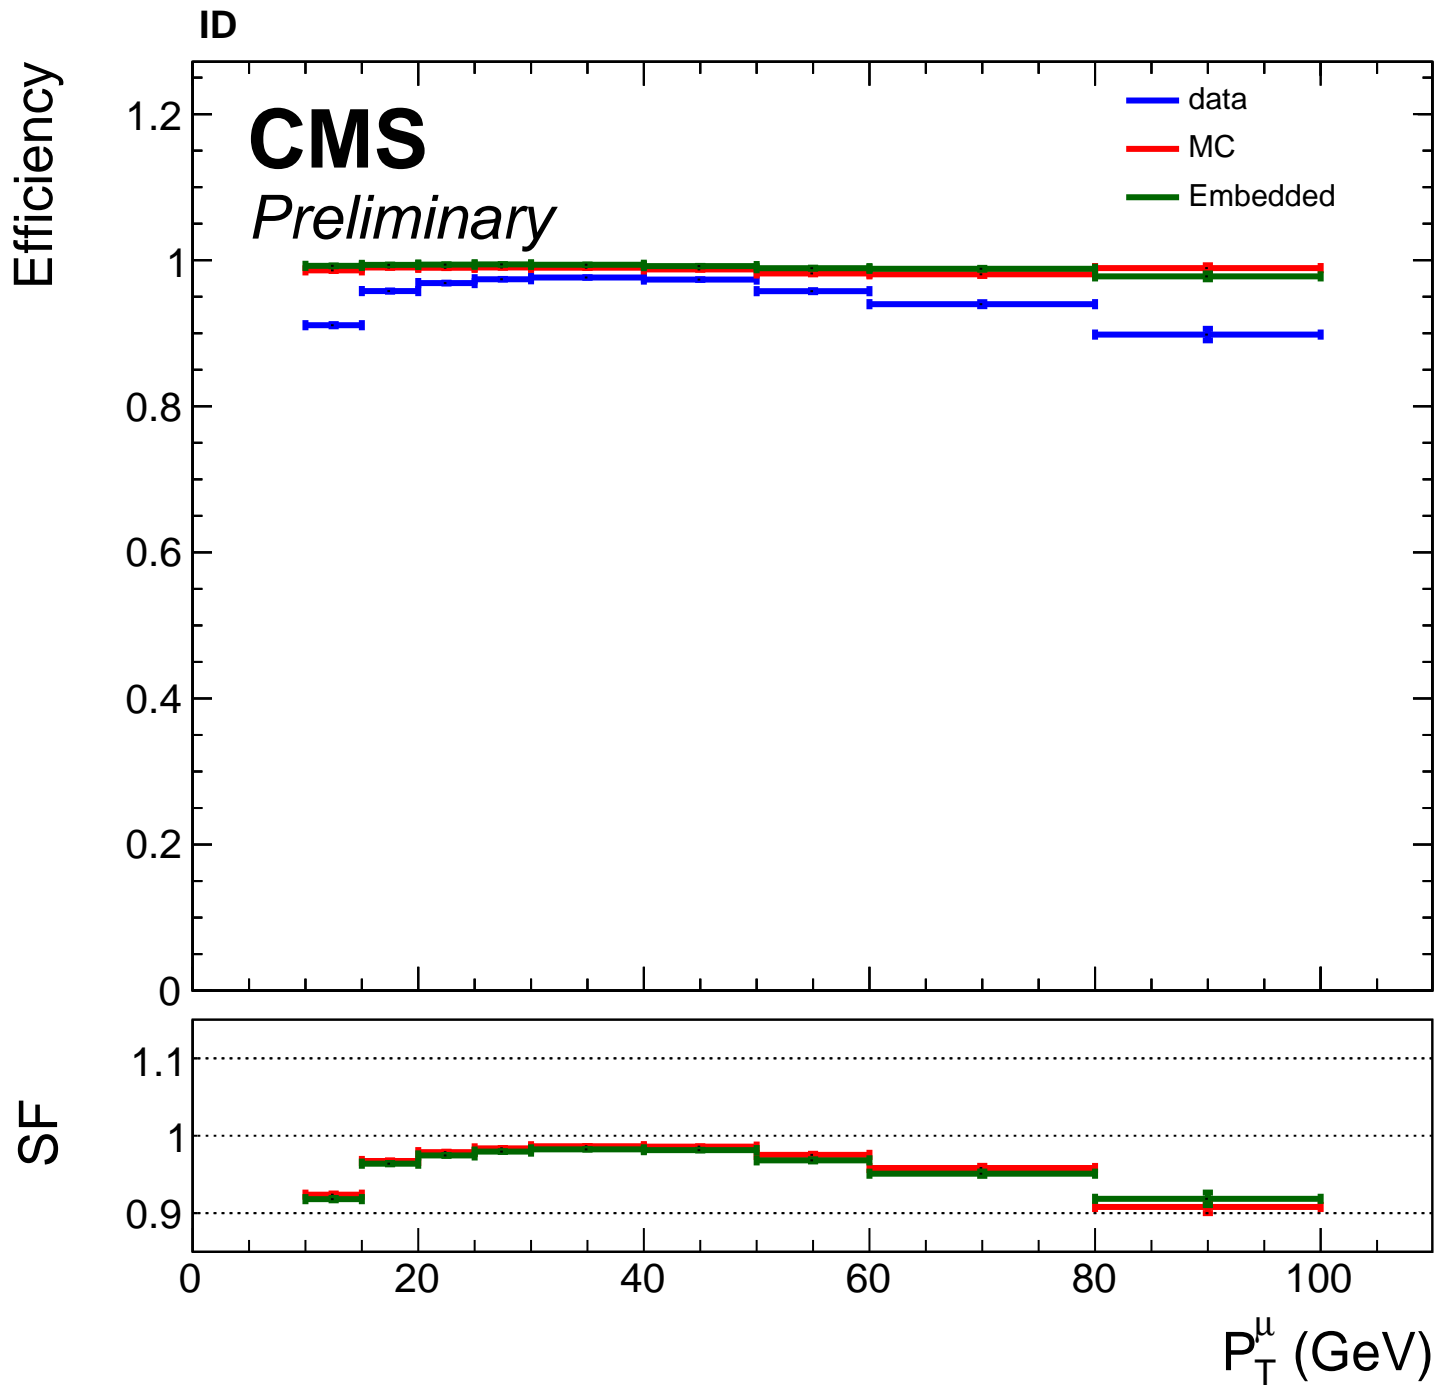 ID
Efficiency
CMS
Preliminary
data
MC
Embedded
1.2
1
0.8
0.6
0.4
0.2
0
SF
1.1
1
0.9
0 20 40 60 80 100
P_T^μ (GeV)